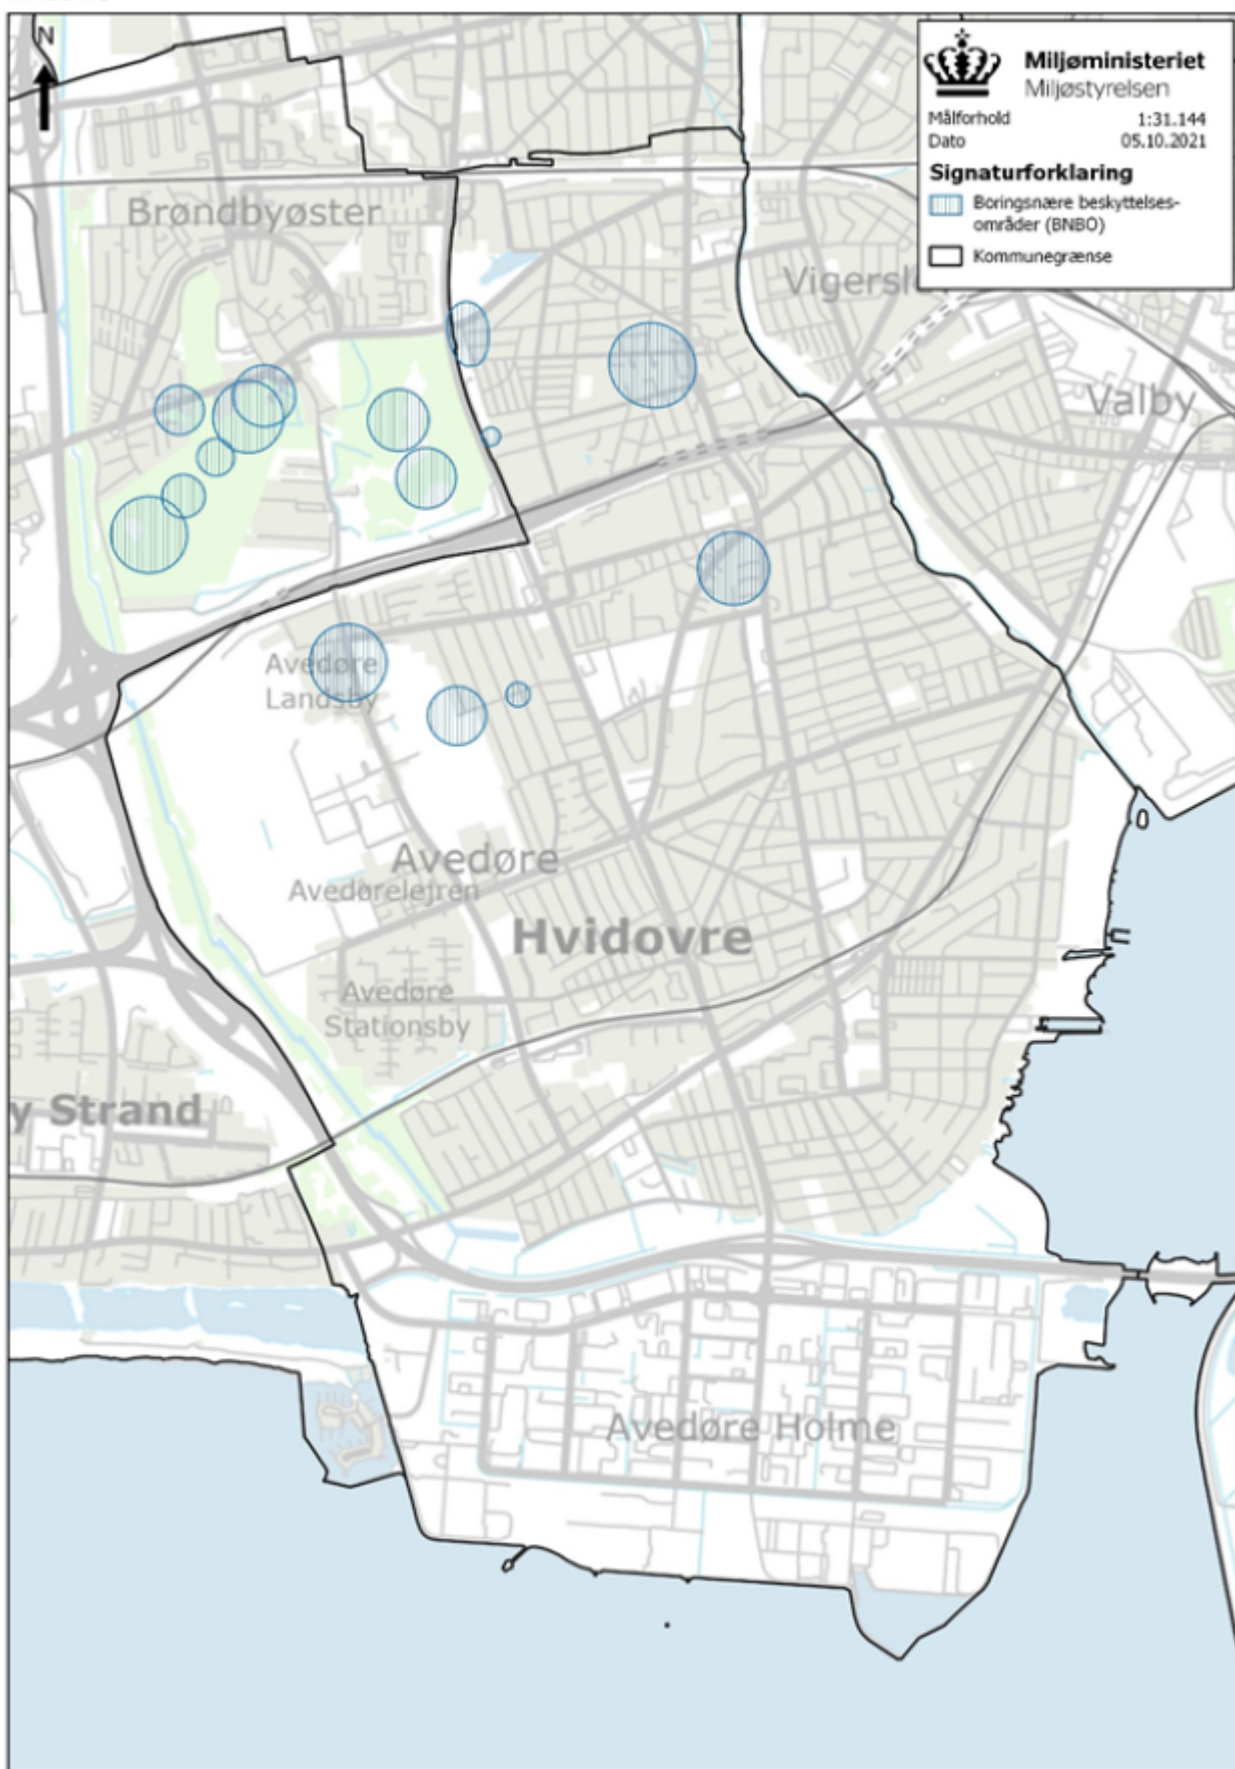 N
Miljøministeriet
Miljøstyrelsen
Målforhold 1:31.144
Dato 05.10.2021
Signaturforklaring
Boringsnære beskyttelses-
områder (BNBO)
Kommunegrænse
Brøndbyøster
Valby
Avedøre
Landsby
Avedøre
Avedørelejren
Hvidovre
Avedøre
Stationsby
y Strand
Avedøre Holme